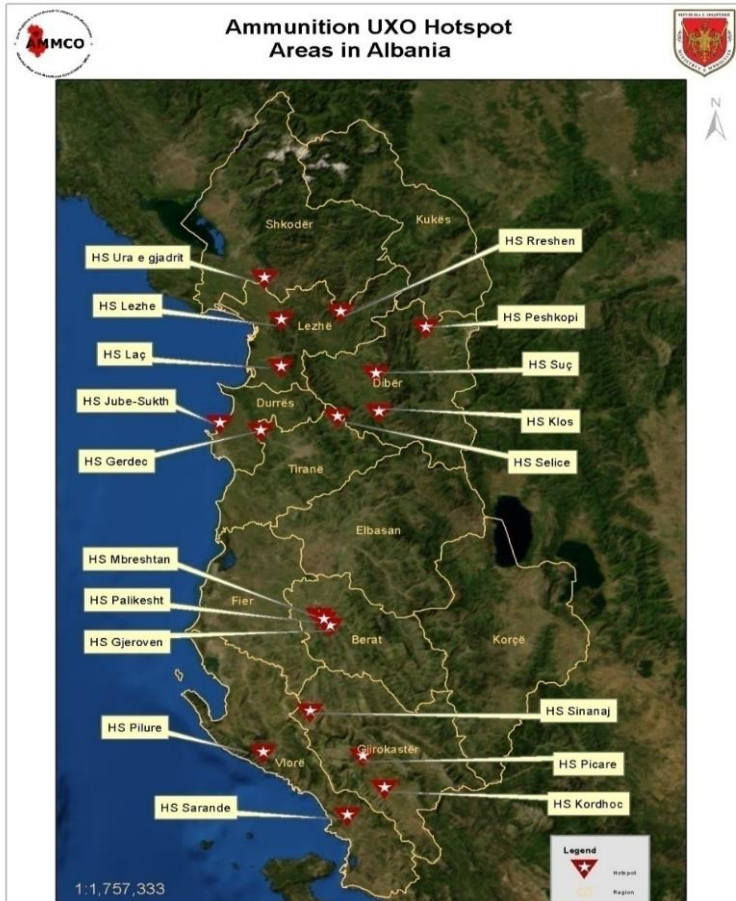 AMMCO
Ammunition UXO Hotspot
Areas in Albania
N
Shkodër
Kukës
HS Ura e gjadrit
HS Rreshen
HS Lezhe
Lezhë
HS Peshkopi
HS Laç
HS Suç
Dibër
HS Jube-Sukth
Durrës
HS Klos
HS Gerdec
HS Selice
Tiranë
Elbasan
HS Mbreshtan
HS Palikesht
Fier
HS Gjeroven
Berat
Korçë
HS Sinanaj
HS Pilure
Vlorë
Gjirokastër
HS Picare
HS Kordhoc
HS Sarande
Legend
Hotspot
Region
1:1,757,333